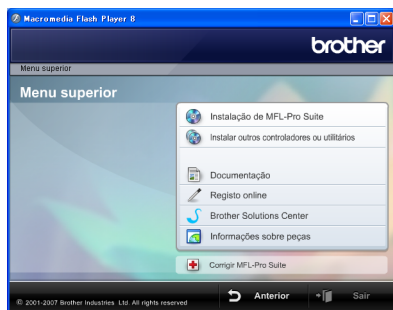 Macromedia Flash Player 8
brother
Menu superior
Menu superior
Instalação de MFL-Pro Suite
Instalar outros controladores ou utilitários
Documentação
Registo online
Brother Solutions Center
Informações sobre peças
Corrigir MFL-Pro Suite
© 2001-2007 Brother Industries Ltd. All rights reserved
Anterior
Sair